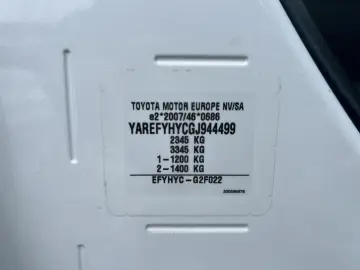 TOYOTA MOTOR EUROPE NV/SA
e2*2007/46*0686
YAREFYHYCGJ944499
2345 KG
3345 KG
1-1200 KG
2-1400 KG
EFYHYC-G2F022